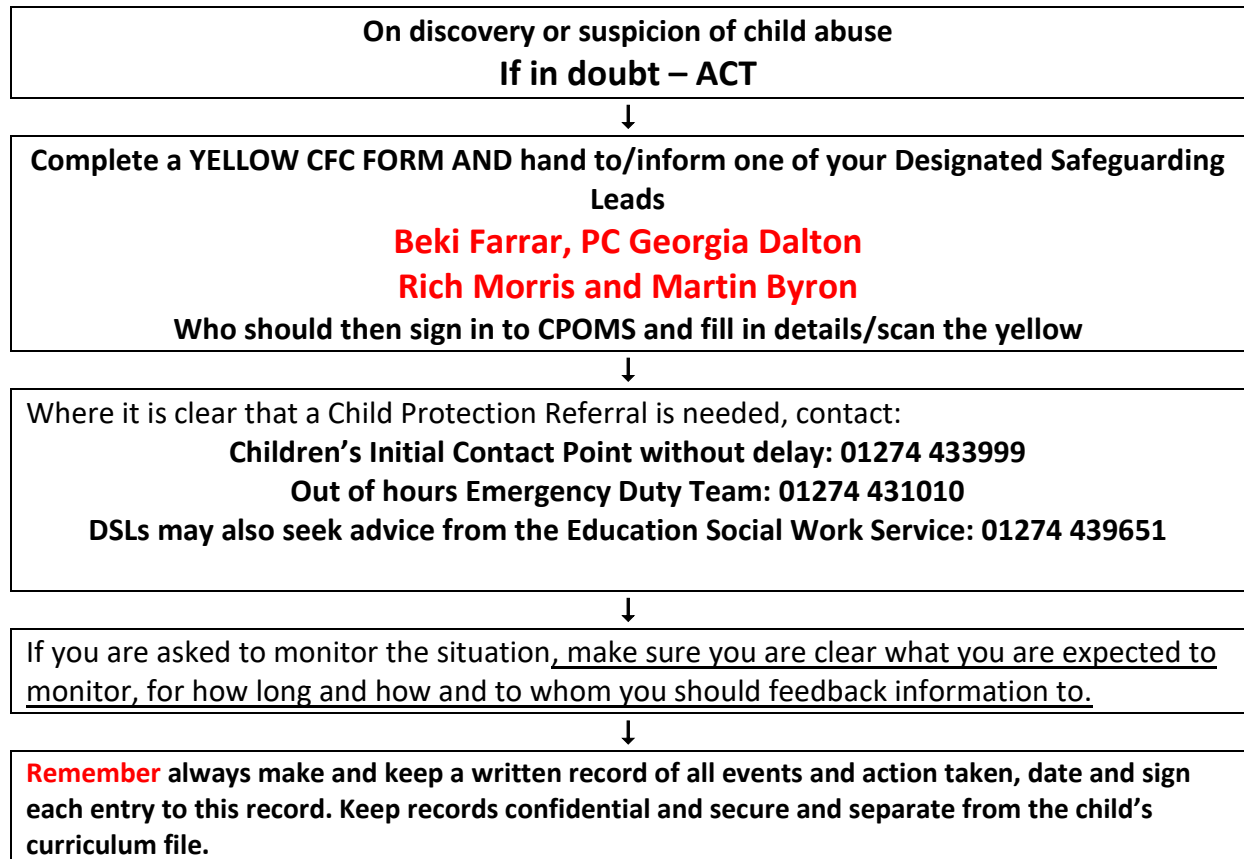 On discovery or suspicion of child abuse
If in doubt – ACT
↓
Complete a YELLOW CFC FORM AND hand to/inform one of your Designated Safeguarding
Leads
Beki Farrar, PC Georgia Dalton
Rich Morris and Martin Byron
Who should then sign in to CPOMS and fill in details/scan the yellow
↓
Where it is clear that a Child Protection Referral is needed, contact:
Children’s Initial Contact Point without delay: 01274 433999
Out of hours Emergency Duty Team: 01274 431010
DSLs may also seek advice from the Education Social Work Service: 01274 439651
↓
If you are asked to monitor the situation, make sure you are clear what you are expected to
monitor, for how long and how and to whom you should feedback information to.
↓
Remember always make and keep a written record of all events and action taken, date and sign
each entry to this record. Keep records confidential and secure and separate from the child’s
curriculum file.